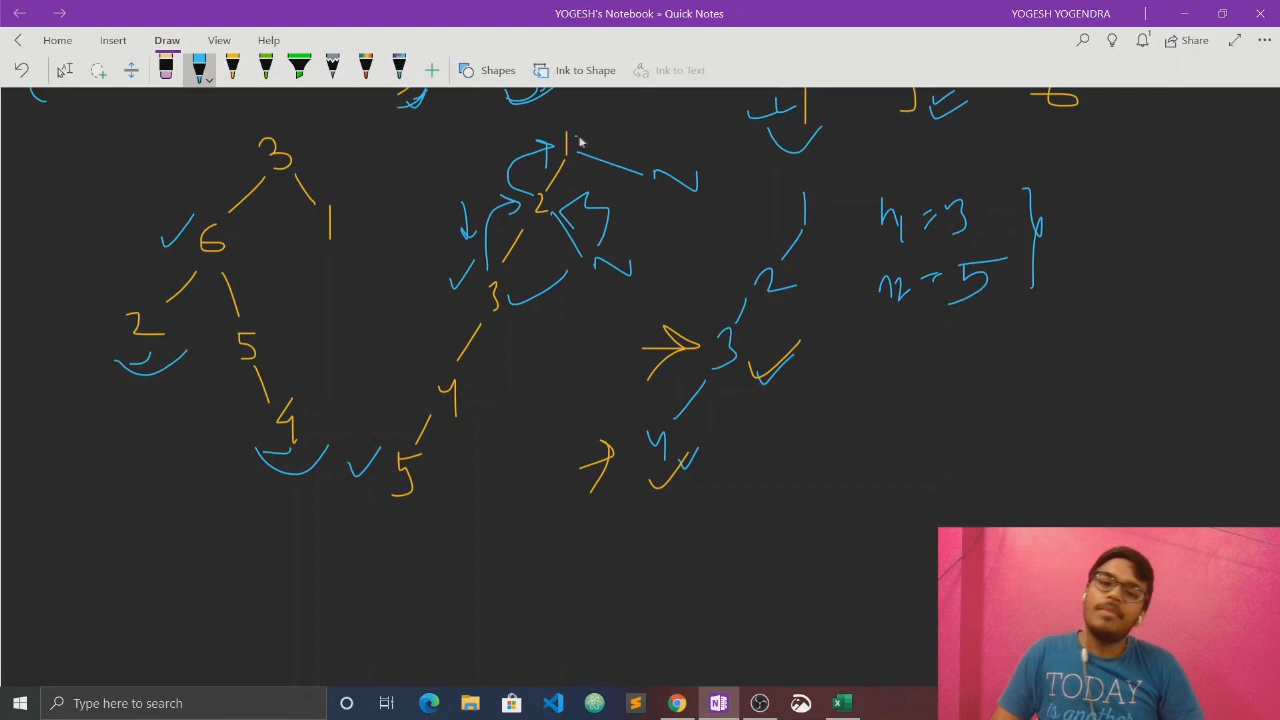 YOGESH's Notebook » Quick Notes
YOGESH YOGENDRA
Home
Insert
Draw
View
Help
Share
Shapes
Ink to Shape
Ink to Text
3
6
1
2
5
4
1
N
2
N
3
4
5
1
2
3
4
n1 = 3
n2 = 5
Type here to search
TODAY
is another